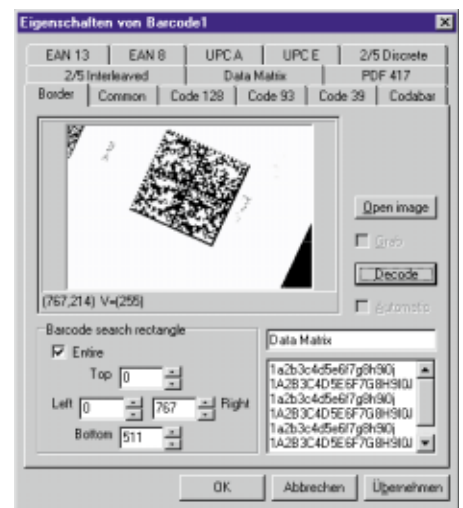 Eigenschaften von Barcode1
EAN 13 EAN 8 UPC A UPC E 2/5 Discrete
2/5 Interleaved Data Matrix PDF 417
Border Common Code 128 Code 93 Code 39 Codabar
Open image
Grab
Decode
Automatic
(767,214) V=(255)
Barcode search rectangle
Entire
Top 0
Left 0 767 Right
Bottom 511
Data Matrix
1a2b3c4d5e6f7g8h9i0j
1A2B3C4D5E6F7G8H9I0J
1a2b3c4d5e6f7g8h9i0j
1A2B3C4D5E6F7G8H9I0J
1a2b3c4d5e6f7g8h9i0j
1A2B3C4D5E6F7G8H9I0J
OK Abbrechen Übernehmen